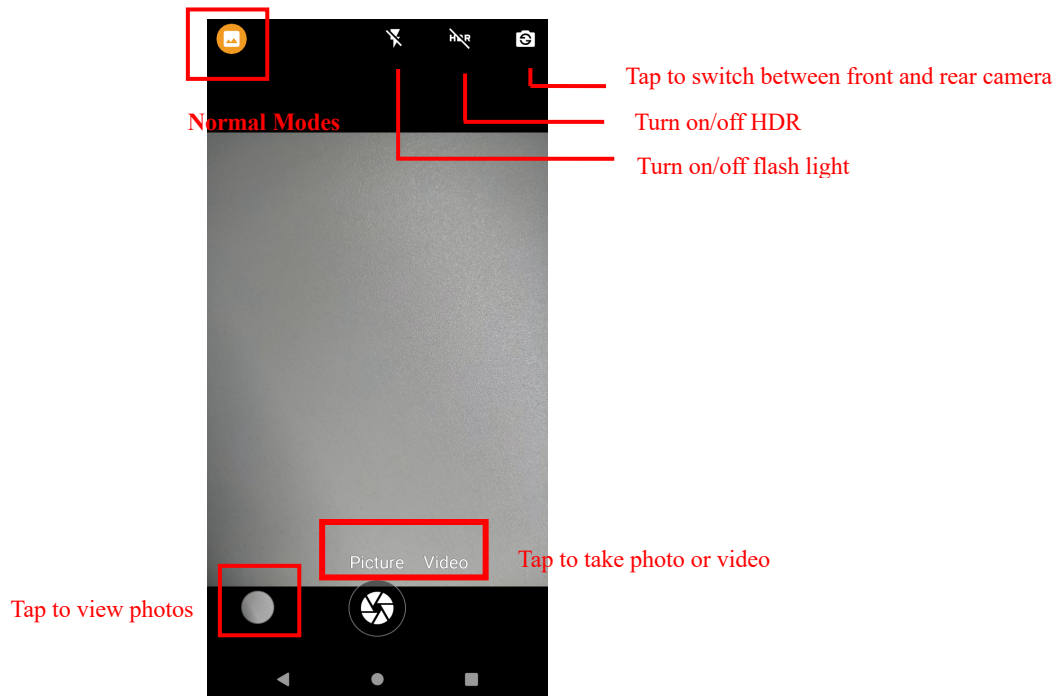 HDR
Tap to switch between front and rear camera
Normal Modes
Turn on/off HDR
Turn on/off flash light
Picture Video
Tap to take photo or video
Tap to view photos